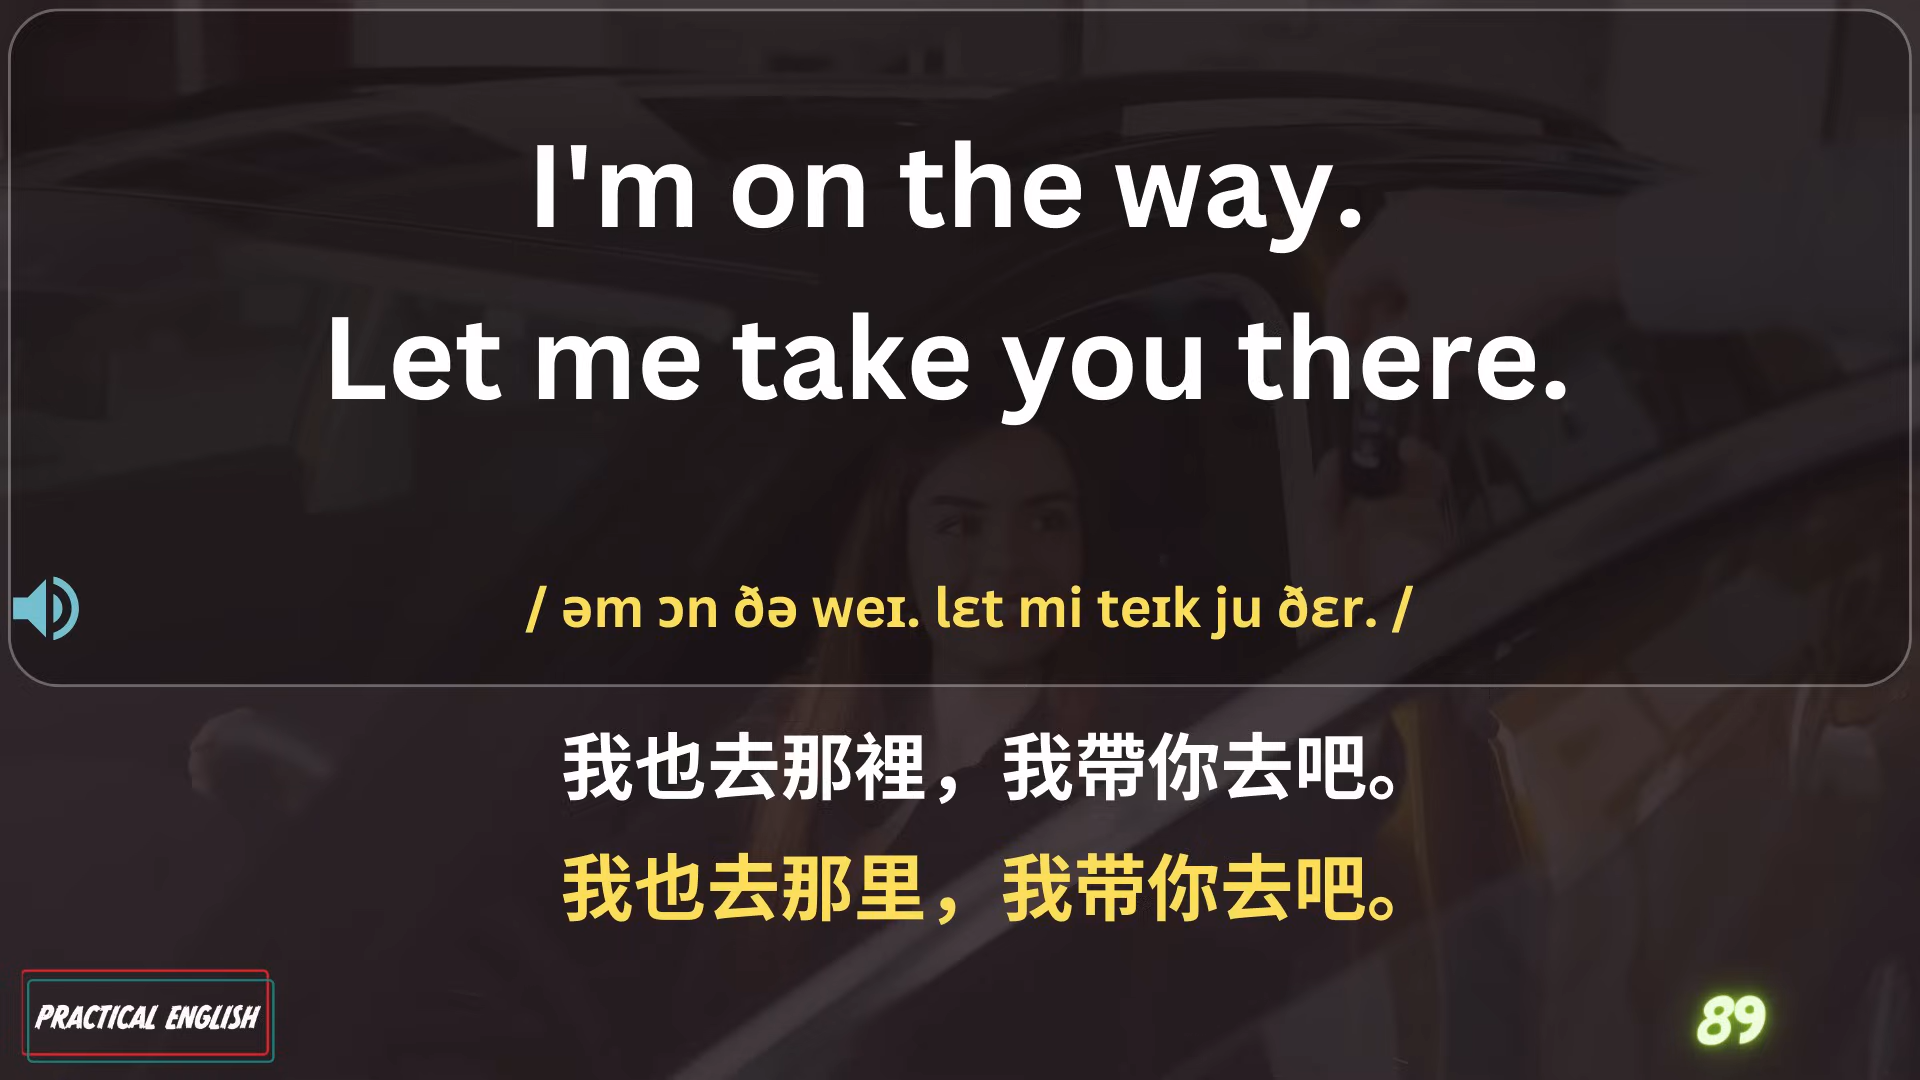 I'm on the way.
Let me take you there.
/ əm ɔn ðə weɪ. lɛt mi teɪk ju ðɛr. /
我也去那裡，我帶你去吧。
我也去那里，我带你去吧。
PRACTICAL ENGLISH
89